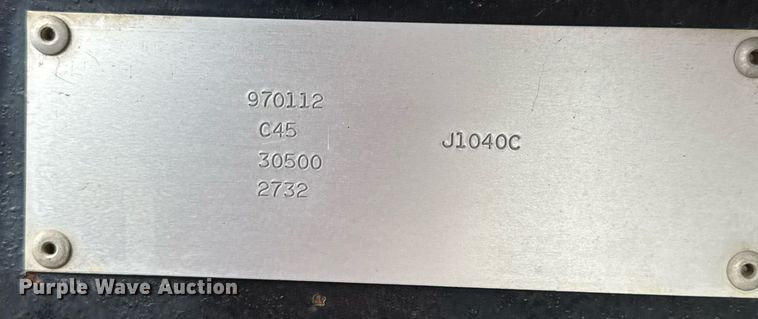 970112
C45
30500
2732
J1040C
Purple Wave Auction